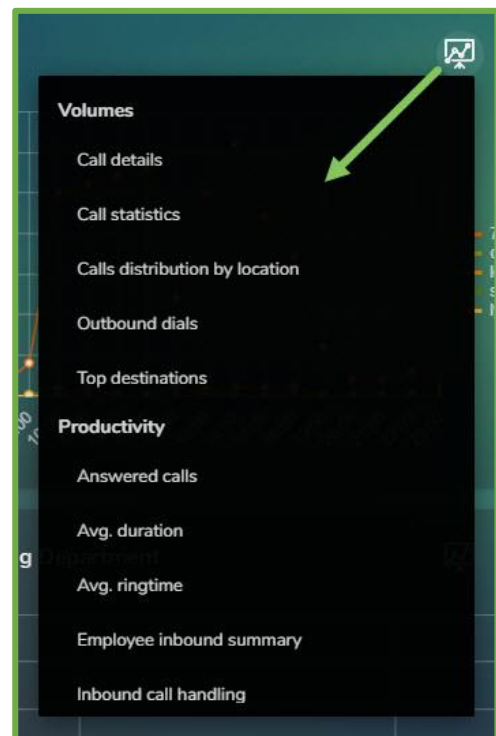 Volumes
Call details
Call statistics
Calls distribution by location
Outbound dials
Top destinations
Productivity
Answered calls
Avg. duration
g Department
Avg. ringtime
Employee inbound summary
Inbound call handling